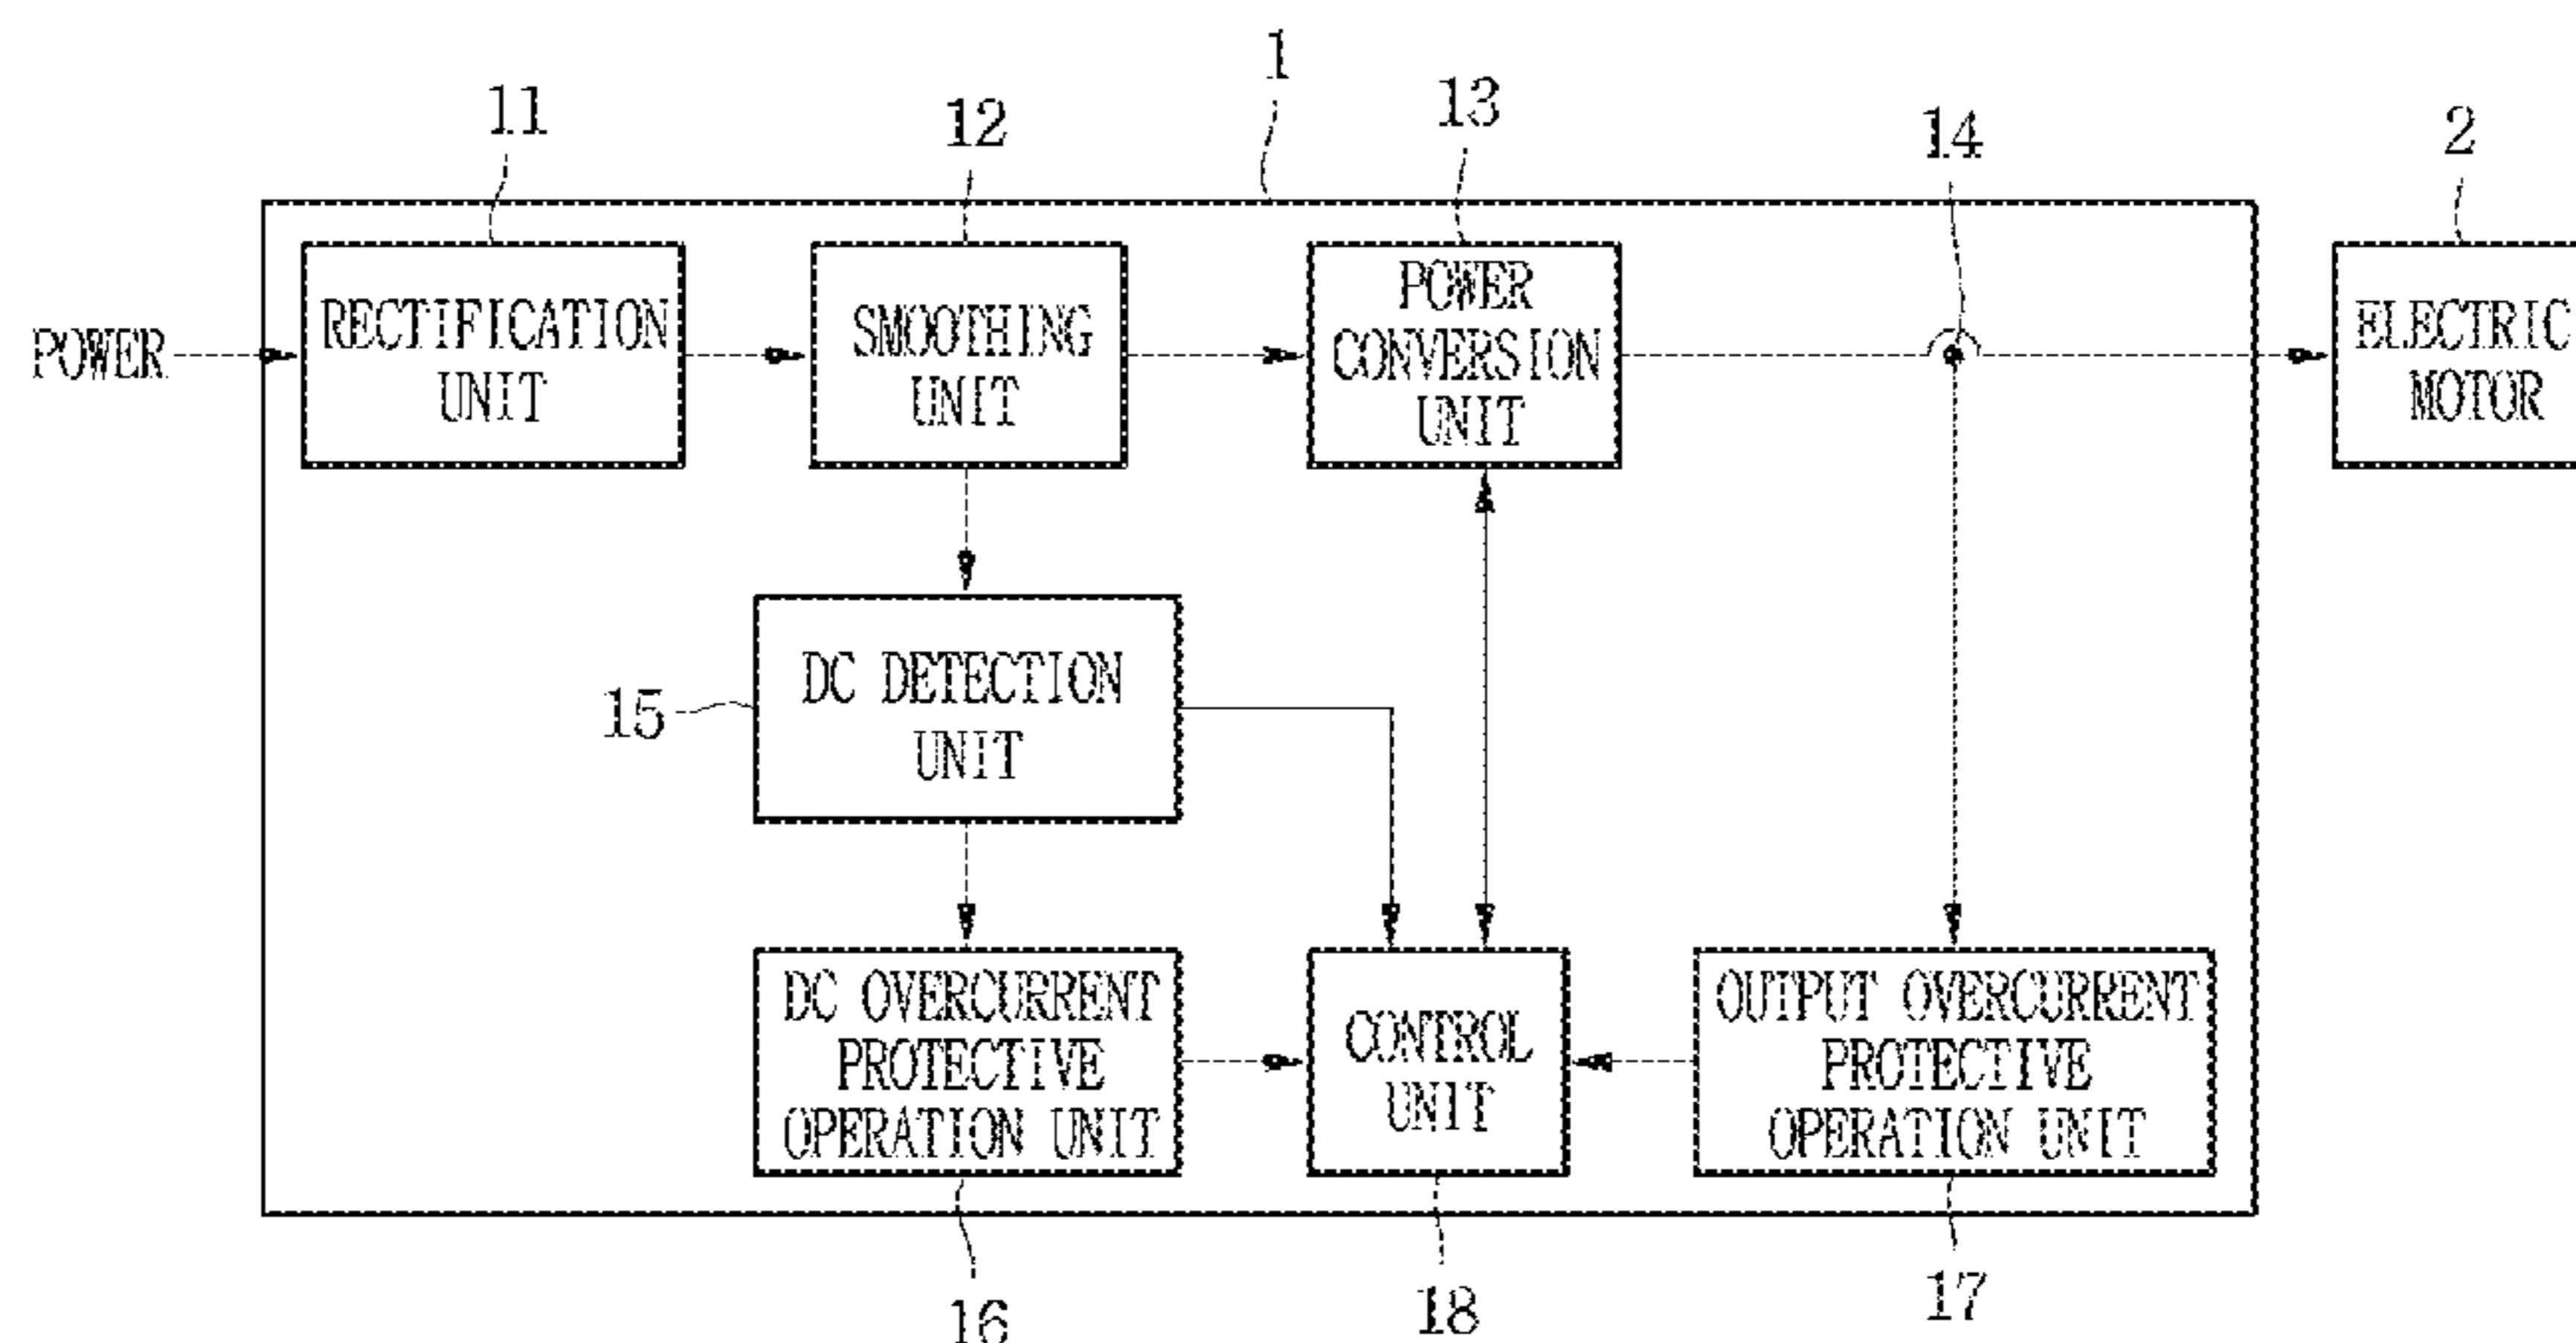 1
11
12
13
14
2
POWER
RECTIFICATION
UNIT
SMOOTHING
UNIT
POWER
CONVERSION
UNIT
ELECTRIC
MOTOR
15
DC DETECTION
UNIT
DC OVERCURRENT
PROTECTIVE
OPERATION UNIT
CONTROL
UNIT
OUTPUT OVERCURRENT
PROTECTIVE
OPERATION UNIT
16
18
17